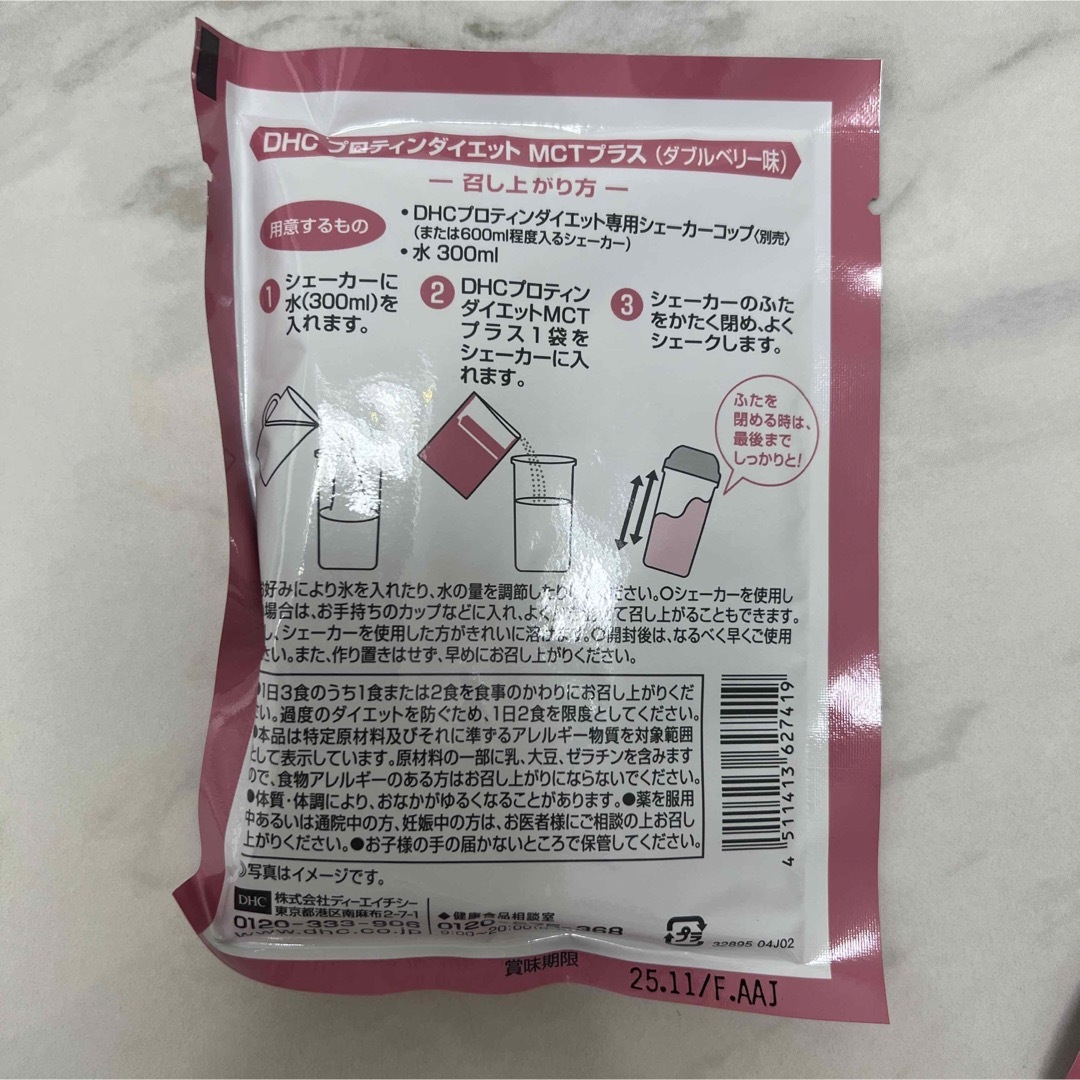 DHC プロティンダイエット MCTプラス(ダブルベリー味)
— 召し上がり方 —
用意するもの
・DHCプロティンダイエット専用シェーカーコップ〈別売〉
(または600ml程度入るシェーカー)
・水 300ml
1 シェーカーに
水(300ml)を
入れます。
2 DHCプロティン
ダイエットMCT
プラス1袋を
シェーカーに入
れます。
3 シェーカーのふた
をかたく閉め、よく
シェークします。
ふたを
閉める時は、
最後まで
しっかりと!
好みにより氷を入れたり、水の量を調節したり ださい。○シェーカーを使用し
場合は、お手持ちのカップなどに入れ、よく て召し上がることもできます。
し、シェーカーを使用した方がきれいに溶けます。○開封後は、なるべく早くご使用
さい。また、作り置きはせず、早めにお召し上がりください。
●1日3食のうち1食または2食を食事のかわりにお召し上がりくだ
さい。過度のダイエットを防ぐため、1日2食を限度としてください。
●本品は特定原材料及びそれに準ずるアレルギー物質を対象範囲
として表示しています。原材料の一部に乳、大豆、ゼラチンを含みます
ので、食物アレルギーのある方はお召し上がりにならないでください。
●体質・体調により、おなかがゆるくなることがあります。●薬を服用
中あるいは通院中の方、妊娠中の方は、お医者様にご相談の上お召し
上がりください。●お子様の手の届かないところで保管してください。
○写真はイメージです。
4 511413 627419
DHC 株式会社ディーエイチシー
東京都港区南麻布2-7-1
0120-333-906
www.dhc.co.jp
◆健康食品相談室
0120- -368
9:00~20:00
プラ
32895 04J02
賞味期限
25.11/F.AAJ